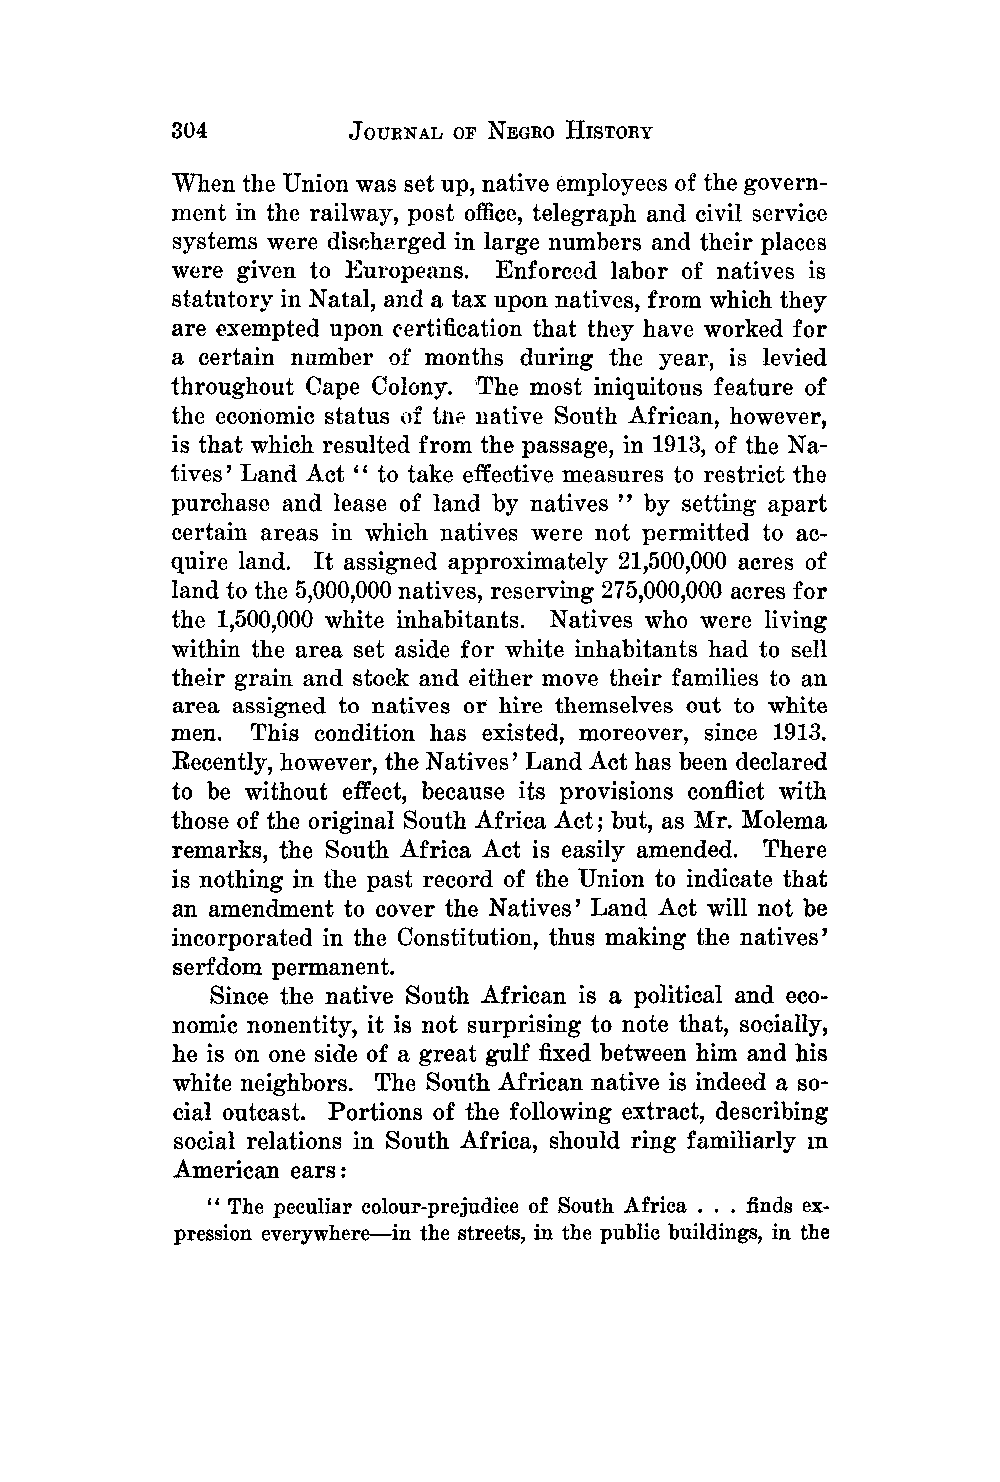 304 JOURNAL OF NEGRO HISTORY
When the Union was set up, native employees of the govern-
ment in the railway, post office, telegraph and civil service
systems were discharged in large numbers and their places
were given to Europeans. Enforced labor of natives is
statutory in Natal, and a tax upon natives, from which they
are exempted upon certification that they have worked for
a certain number of months during the year, is levied
throughout Cape Colony. The most iniquitous feature of
the economic status of the native South African, however,
is that which resulted from the passage, in 1913, of the Na-
tives' Land Act “ to take effective measures to restrict the
purchase and lease of land by natives ” by setting apart
certain areas in which natives were not permitted to ac-
quire land. It assigned approximately 21,500,000 acres of
land to the 5,000,000 natives, reserving 275,000,000 acres for
the 1,500,000 white inhabitants. Natives who were living
within the area set aside for white inhabitants had to sell
their grain and stock and either move their families to an
area assigned to natives or hire themselves out to white
men. This condition has existed, moreover, since 1913.
Recently, however, the Natives' Land Act has been declared
to be without effect, because its provisions conflict with
those of the original South Africa Act; but, as Mr. Molema
remarks, the South Africa Act is easily amended. There
is nothing in the past record of the Union to indicate that
an amendment to cover the Natives' Land Act will not be
incorporated in the Constitution, thus making the natives'
serfdom permanent.
Since the native South African is a political and eco-
nomic nonentity, it is not surprising to note that, socially,
he is on one side of a great gulf fixed between him and his
white neighbors. The South African native is indeed a so-
cial outcast. Portions of the following extract, describing
social relations in South Africa, should ring familiarly in
American ears:
“ The peculiar colour-prejudice of South Africa . . . finds ex-
pression everywhere—in the streets, in the public buildings, in the